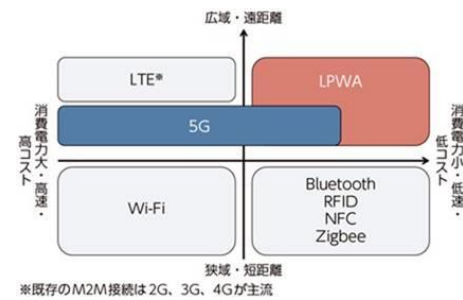 広域・遠距離
LTE※
LPWA
5G
消費電力大・高速・
高コスト
消費電力小・低速・
低コスト
Wi-Fi
Bluetooth
RFID
NFC
Zigbee
狭域・短距離
※既存のM2M接続は2G、3G、4Gが主流